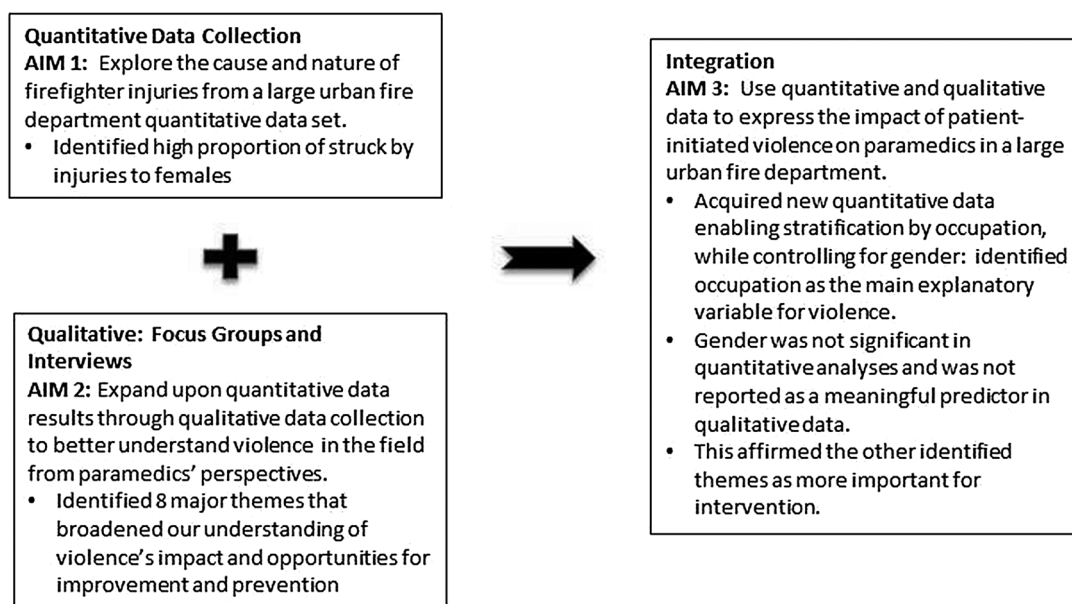 Quantitative Data Collection
AIM 1:  Explore the cause and nature of
firefighter injuries from a large urban fire
department quantitative data set.
• Identified high proportion of struck by
injuries to females
Qualitative: Focus Groups and
Interviews
AIM 2: Expand upon quantitative data
results through qualitative data collection
to better understand violence in the field
from paramedics' perspectives.
• Identified 8 major themes that
broadened our understanding of
violence's impact and opportunities for
improvement and prevention
Integration
AIM 3:  Use quantitative and qualitative
data to express the impact of patient-
initiated violence on paramedics in a large
urban fire department.
• Acquired new quantitative data
enabling stratification by occupation,
while controlling for gender:  identified
occupation as the main explanatory
variable for violence.
• Gender was not significant in
quantitative analyses and was not
reported as a meaningful predictor in
qualitative data.
• This affirmed the other identified
themes as more important for
intervention.